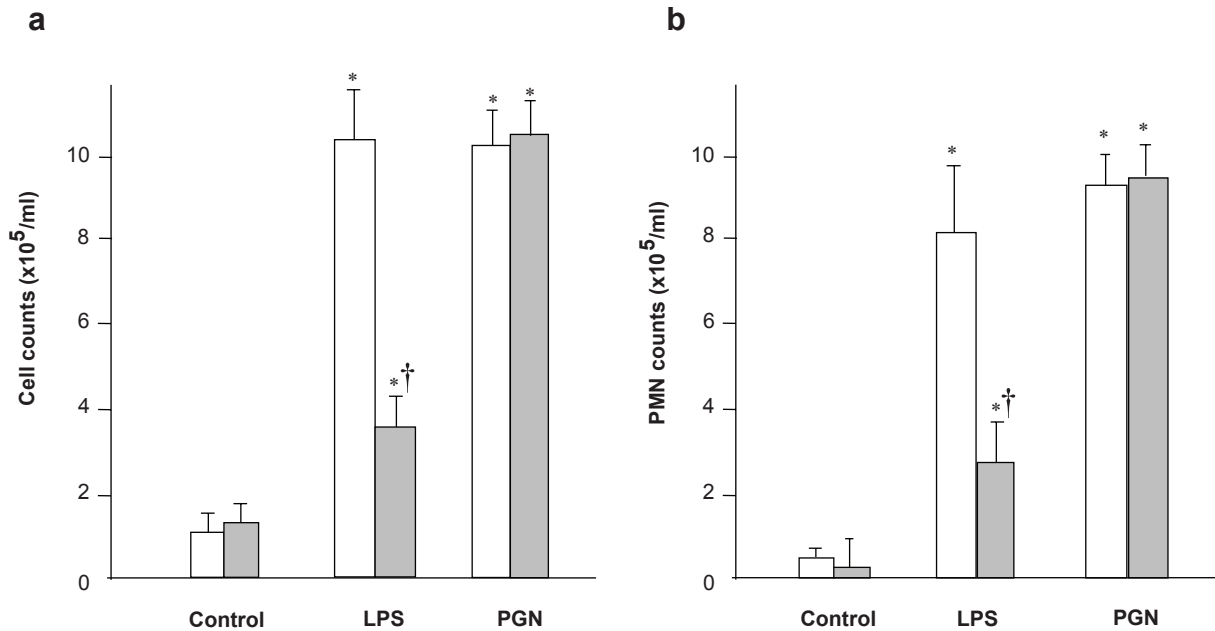 a
Cell counts (x10⁵/ml)
10
8
6
4
2
0
*
*†
*
*
Control
LPS
PGN
b
PMN counts (x10⁵/ml)
10
8
6
4
2
0
*
*†
*
*
Control
LPS
PGN